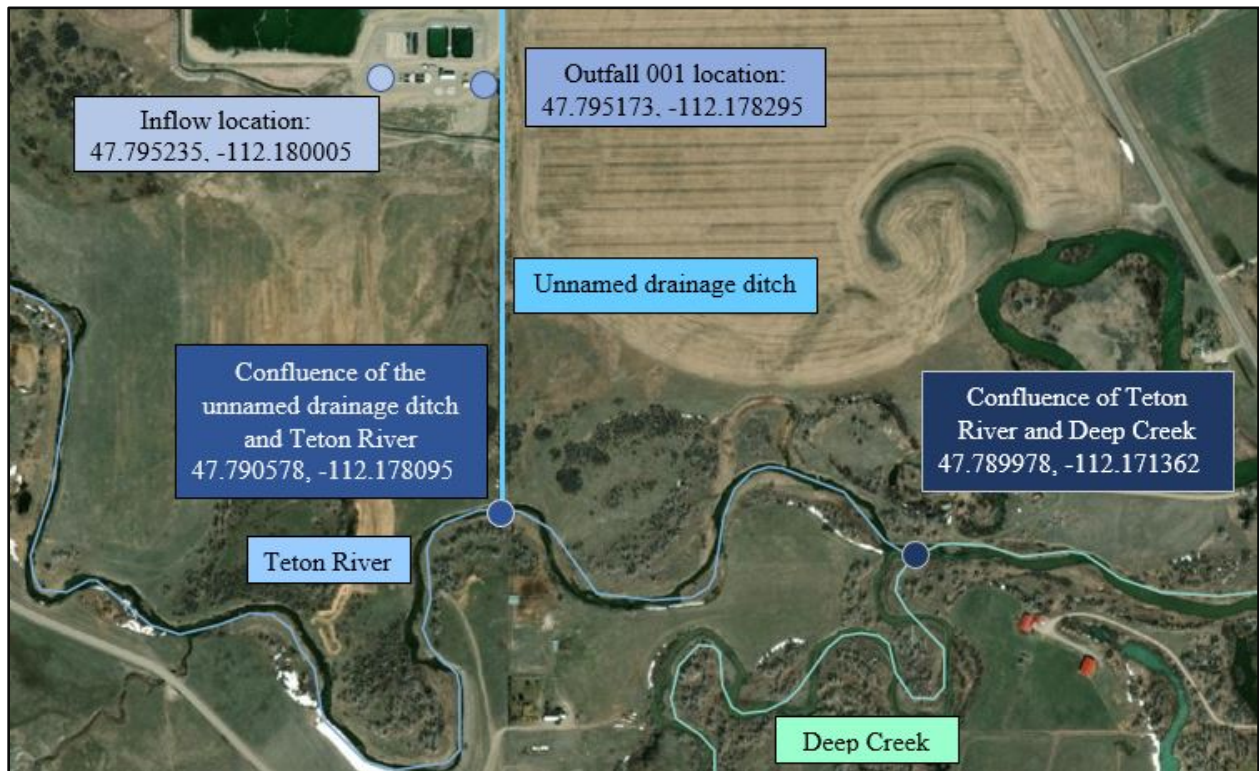 Inflow location:
47.795235, -112.180005
Outfall 001 location:
47.795173, -112.178295
Unnamed drainage ditch
Confluence of the
unnamed drainage ditch
and Teton River
47.790578, -112.178095
Confluence of Teton
River and Deep Creek
47.789978, -112.171362
Teton River
Deep Creek